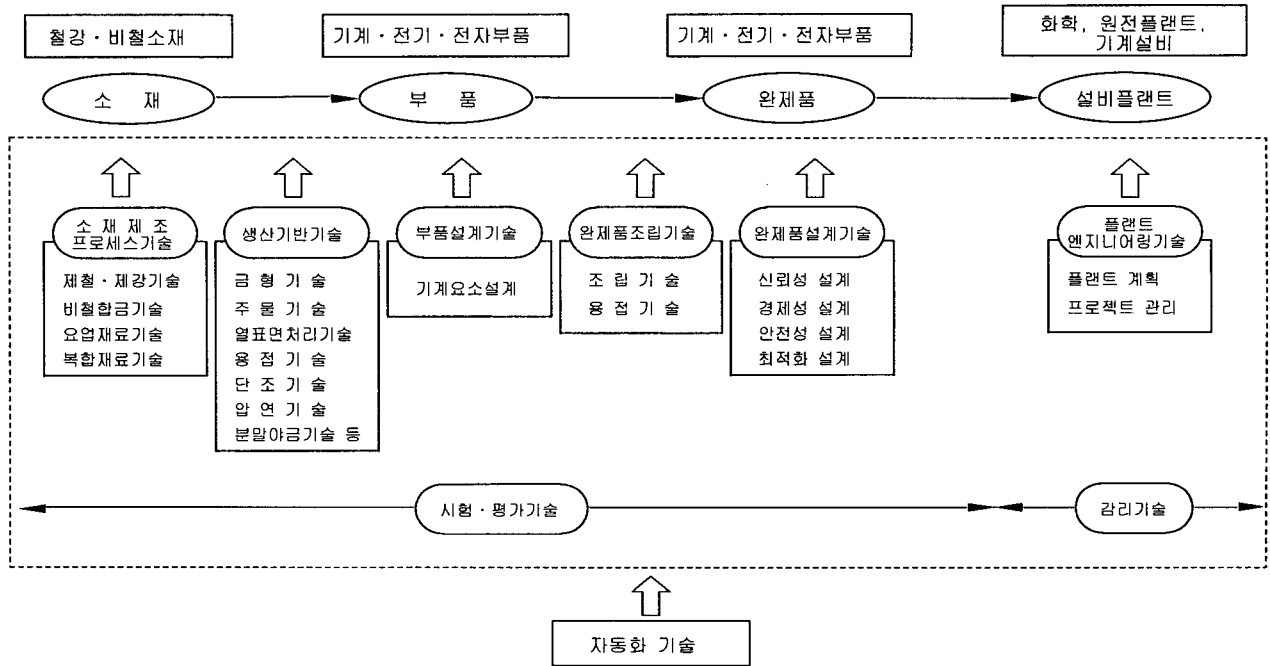 철강·비철소재
기계·전기·전자부품
기계·전기·전자부품
화학, 원전플랜트,
기계설비
소 재
부 품
완제품
설비플랜트
소 재 제 조
프로세스기술
제철·제강기술
비철합금기술
요업재료기술
복합재료기술
생산기반기술
금 형 기 술
주 물 기 술
열표면처리기술
용 접 기 술
단 조 기 술
압 연 기 술
분말야금기술 등
부품설계기술
기계요소설계
완제품조립기술
조 립 기 술
용 접 기 술
완제품설계기술
신뢰성 설계
경제성 설계
안전성 설계
최적화 설계
플랜트
엔지니어링기술
플랜트 계획
프로젝트 관리
시험·평가기술
감리기술
자동화 기술